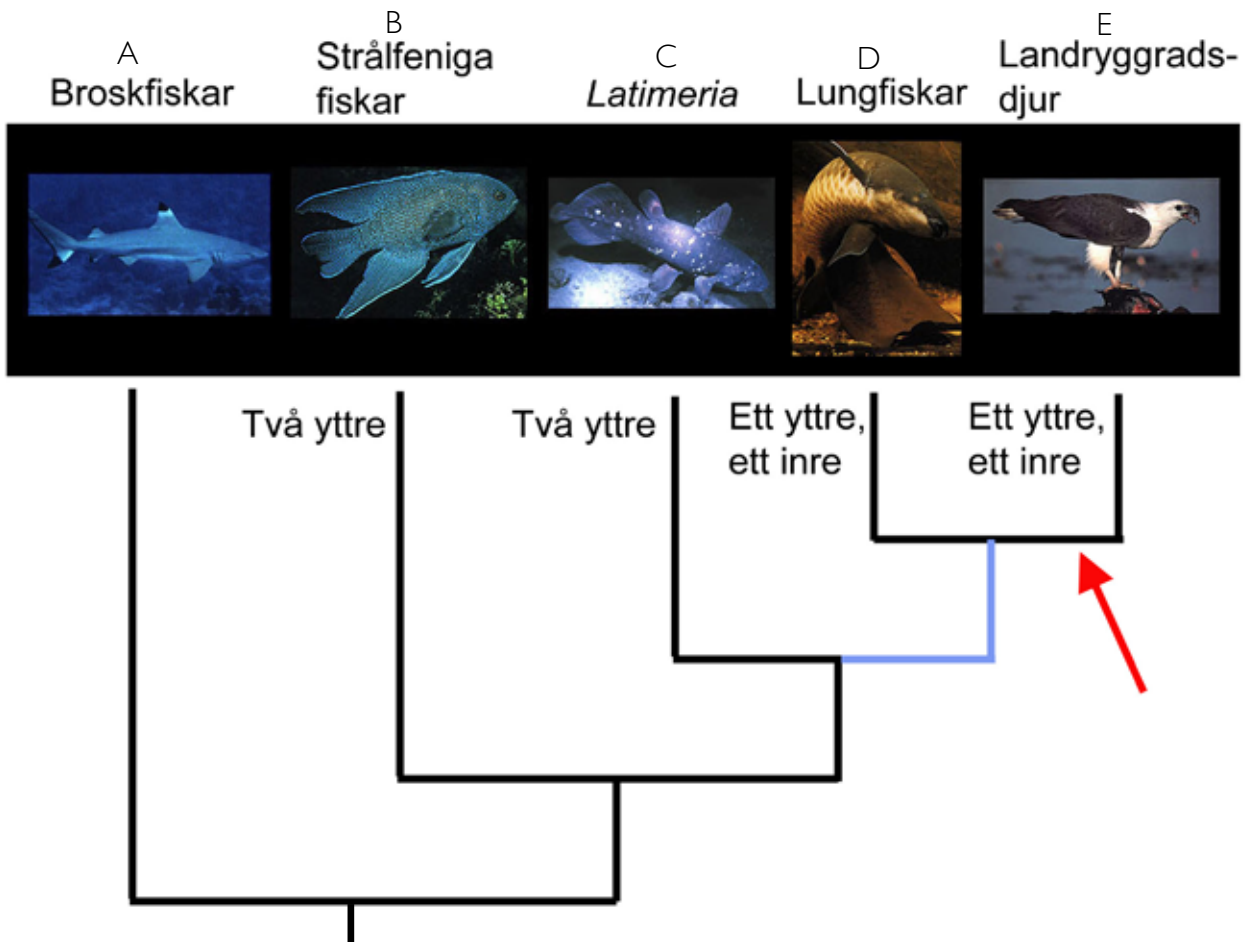 A
Broskfiskar
B
Strålfeniga
fiskar
C
Latimeria
D
Lungfiskar
E
Landryggrads-
djur
Två yttre
Två yttre
Ett yttre,
ett inre
Ett yttre,
ett inre